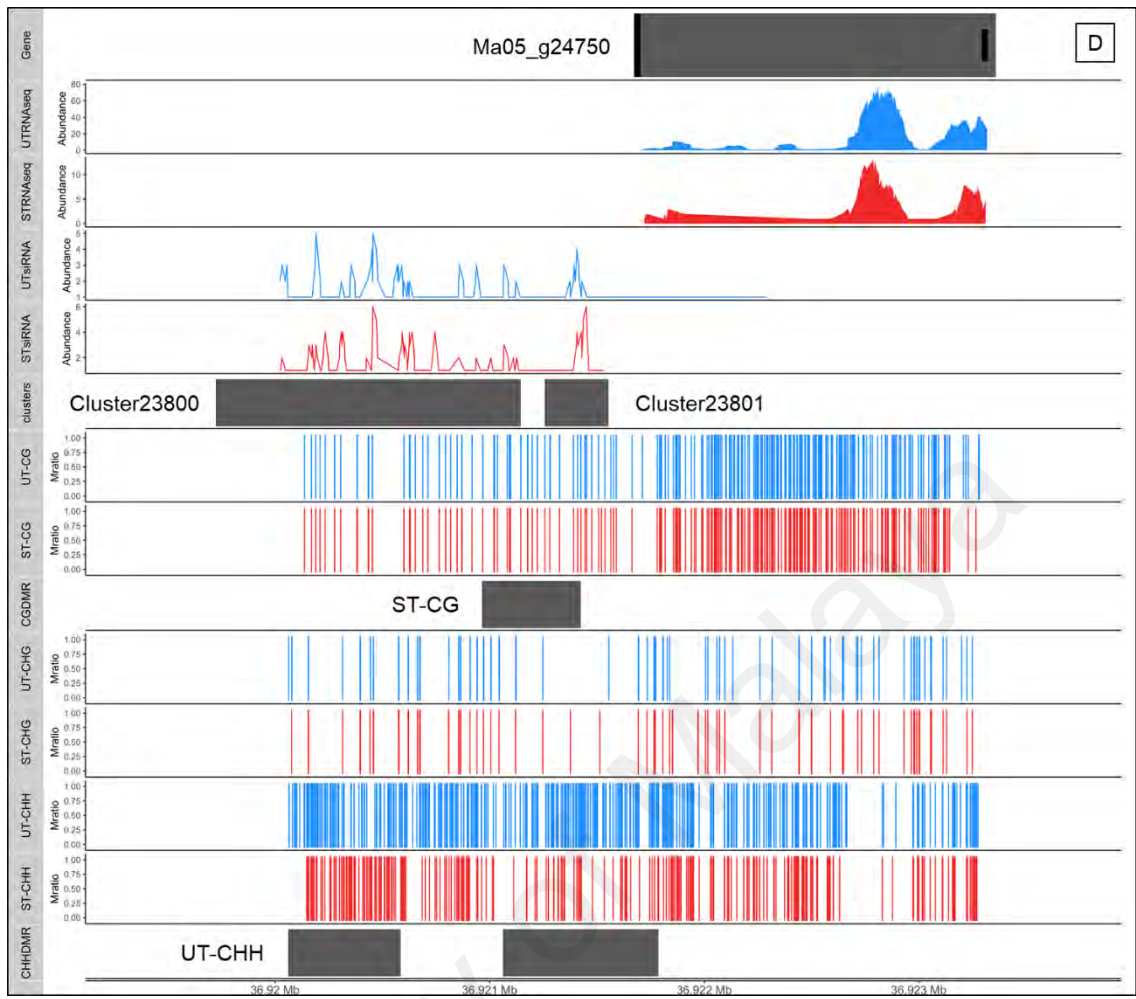 Gene
Ma05_g24750
D
UTRNAseq
Abundance
80
60
40
20
0
STRNAseq
Abundance
10
5
0
UTsiRNA
Abundance
5
4
3
2
1
STsiRNA
Abundance
6
4
2
clusters
Cluster23800
Cluster23801
UT-CG
Mratio
1.00
0.75
0.50
0.25
0.00
ST-CG
Mratio
1.00
0.75
0.50
0.25
0.00
CGDMR
ST-CG
UT-CHG
Mratio
1.00
0.75
0.50
0.25
0.00
ST-CHG
Mratio
1.00
0.75
0.50
0.25
0.00
UT-CHH
Mratio
1.00
0.75
0.50
0.25
0.00
ST-CHH
Mratio
1.00
0.75
0.50
0.25
0.00
CHHDMR
UT-CHH
36.92 Mb
36.921 Mb
36.922 Mb
36.923 Mb
of Malaya